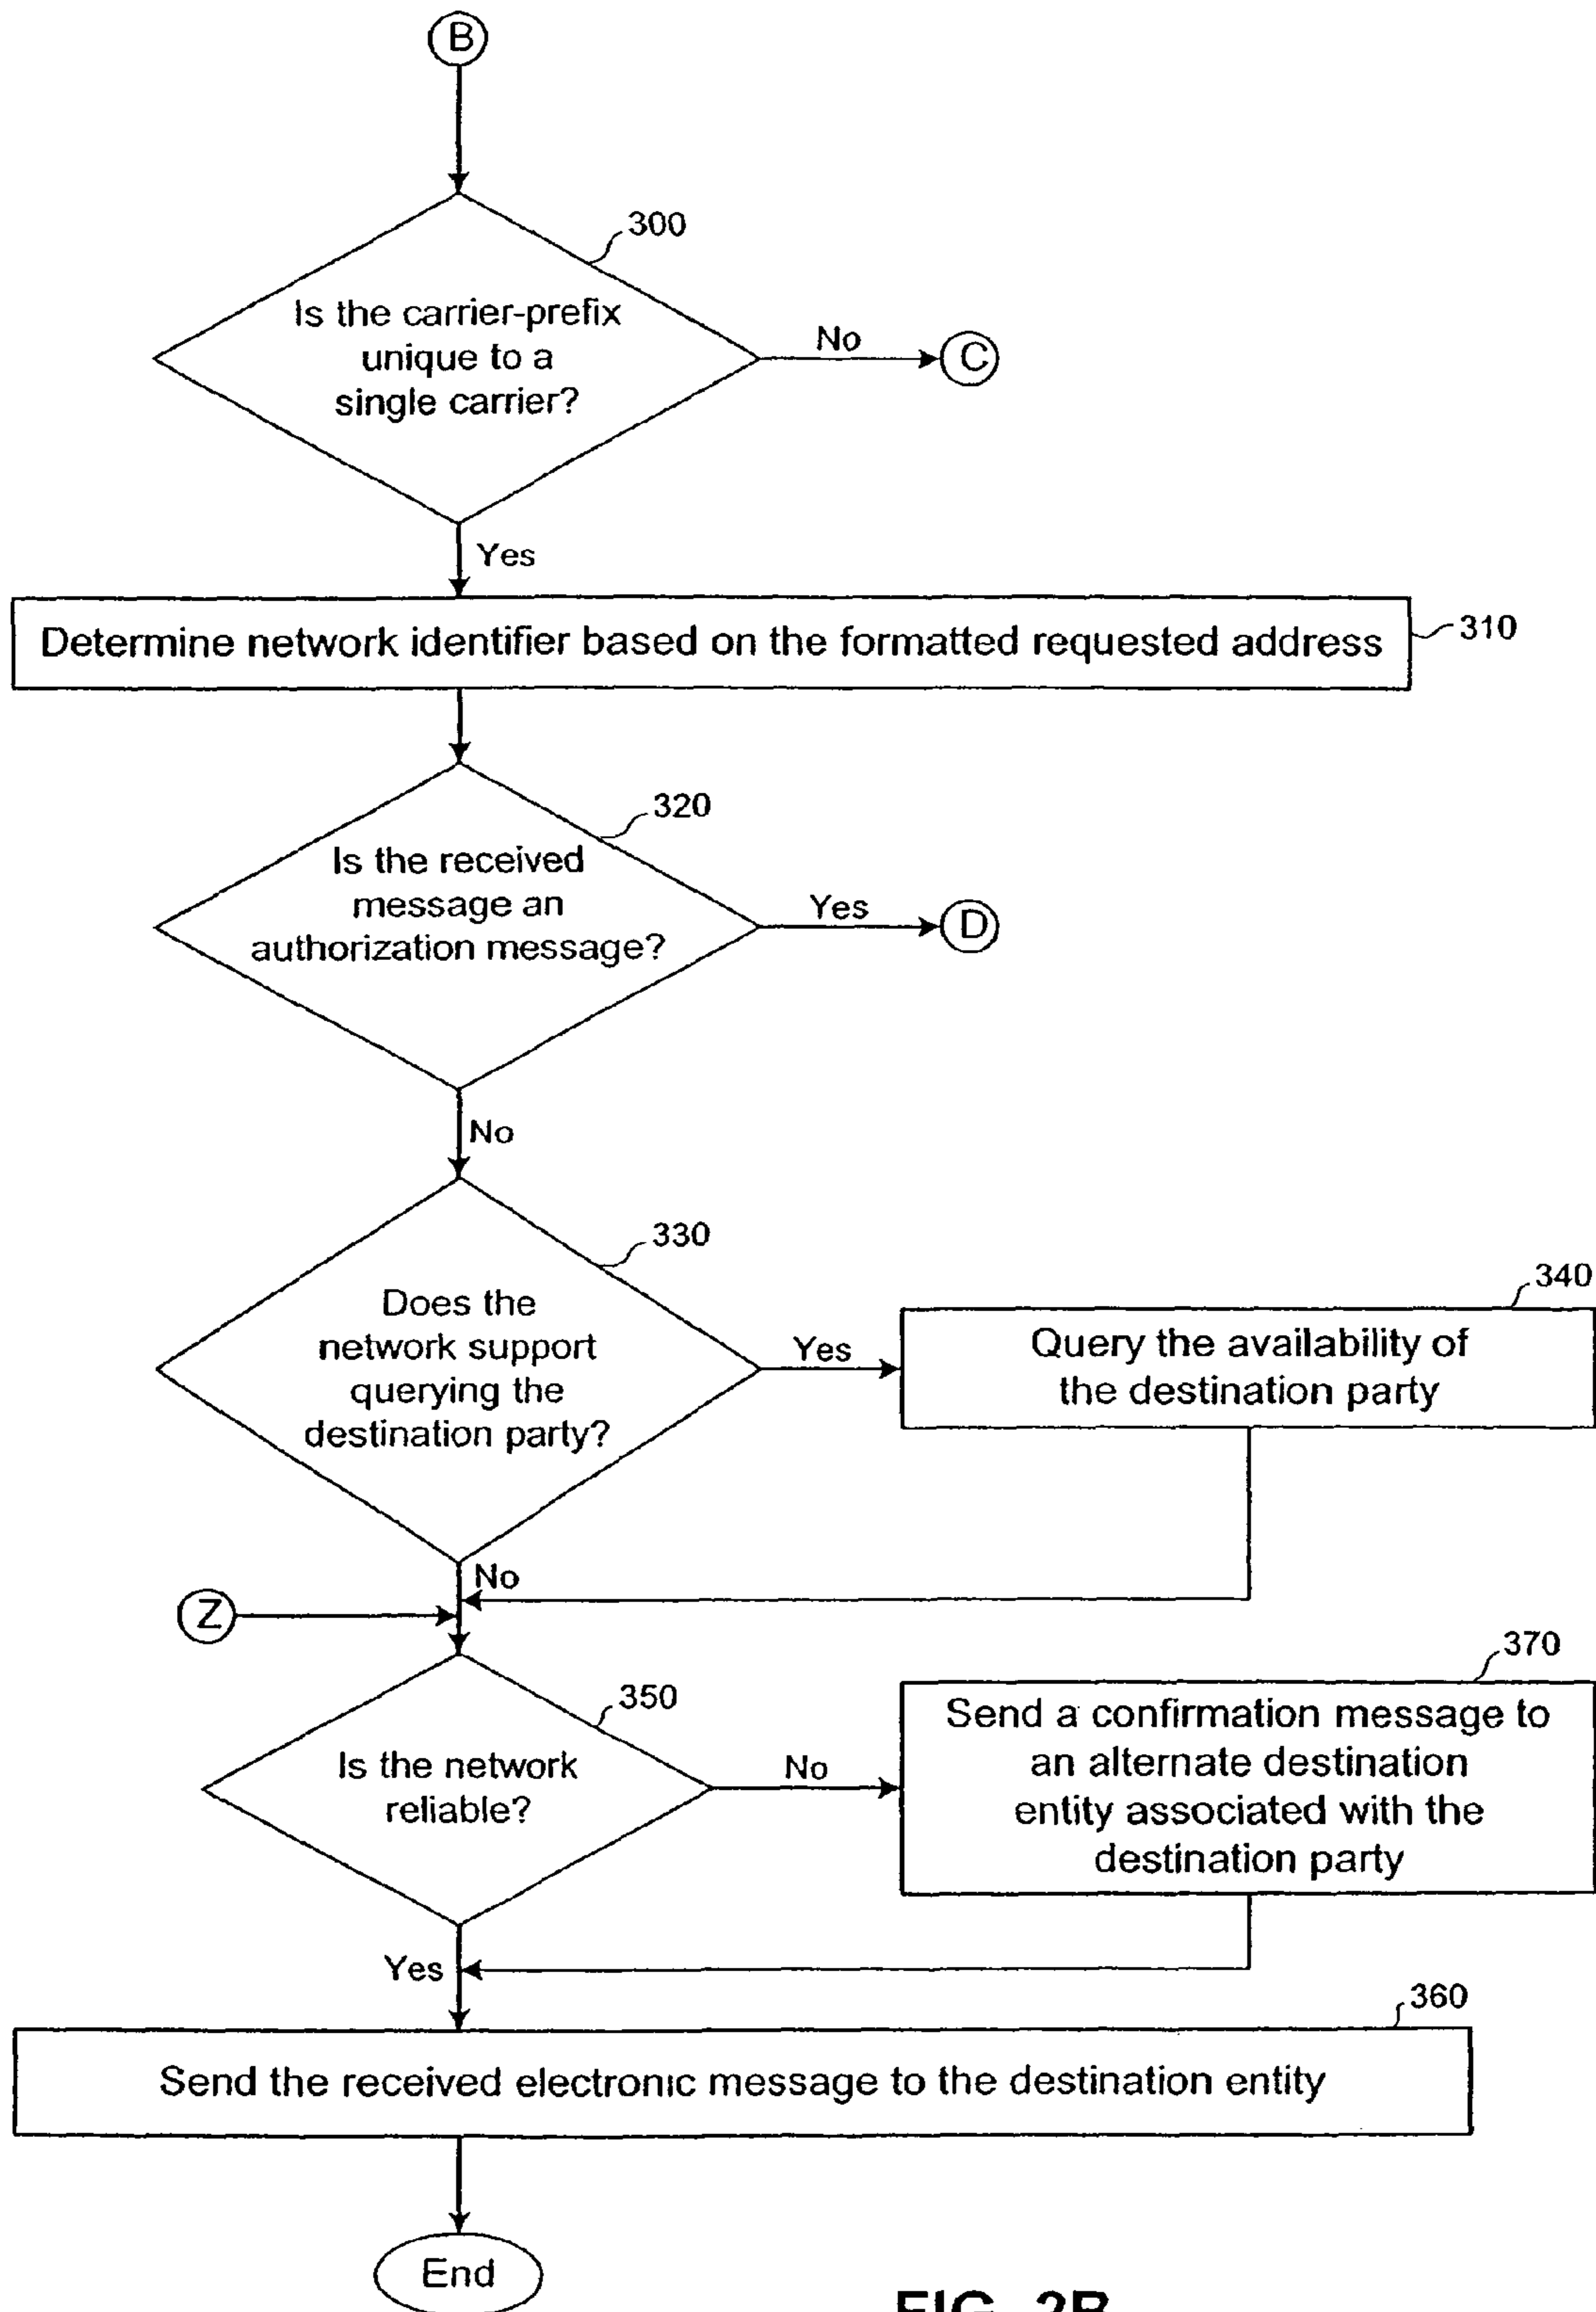 B
300
Is the carrier-prefix
unique to a
single carrier?
No
C
Yes
Determine network identifier based on the formatted requested address
310
320
Is the received
message an
authorization message?
Yes
D
No
330
Does the
network support
querying the
destination party?
Yes
340
Query the availability of
the destination party
No
Z
350
Is the network
reliable?
No
370
Send a confirmation message to
an alternate destination
entity associated with the
destination party
Yes
360
Send the received electronic message to the destination entity
End
FIG. 2B